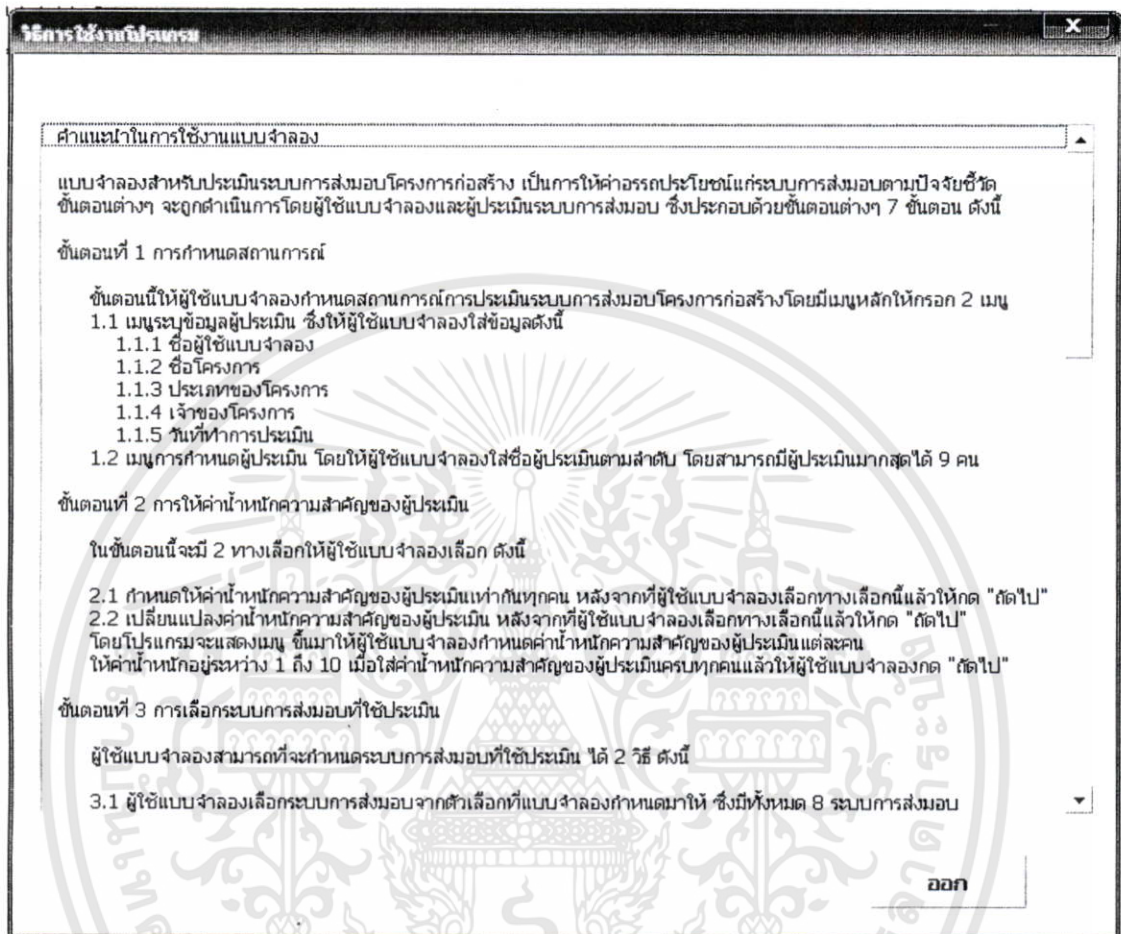 วิธีการใช้งานโปรแกรม
X
คำแนะนำในการใช้งานแบบจำลอง
แบบจำลองสำหรับประเมินระบบการส่งมอบโครงการก่อสร้าง เป็นการให้ค่าอรรถประโยชน์แก่ระบบการส่งมอบตามปัจจัยชี้วัด
ขั้นตอนต่างๆ จะถูกดำเนินการโดยผู้ใช้แบบจำลองและผู้ประเมินระบบการส่งมอบ ซึ่งประกอบด้วยขั้นตอนต่างๆ 7 ขั้นตอน ดังนี้
ขั้นตอนที่ 1 การกำหนดสถานการณ์
ขั้นตอนนี้ให้ผู้ใช้แบบจำลองกำหนดสถานการณ์การประเมินระบบการส่งมอบโครงการก่อสร้างโดยมีเมนูหลักให้กรอก 2 เมนู
1.1 เมนูระบุข้อมูลผู้ประเมิน ซึ่งให้ผู้ใช้แบบจำลองใส่ข้อมูลดังนี้
1.1.1 ชื่อผู้ใช้แบบจำลอง
1.1.2 ชื่อโครงการ
1.1.3 ประเภทของโครงการ
1.1.4 เจ้าของโครงการ
1.1.5 วันที่ทำการประเมิน
1.2 เมนูการกำหนดผู้ประเมิน โดยให้ผู้ใช้แบบจำลองใส่ชื่อผู้ประเมินตามลำดับ โดยสามารถมีผู้ประเมินมากสุดได้ 9 คน
ขั้นตอนที่ 2 การให้ค่าน้ำหนักความสำคัญของผู้ประเมิน
ในขั้นตอนนี้จะมี 2 ทางเลือกให้ผู้ใช้แบบจำลองเลือก ดังนี้
2.1 กำหนดให้ค่าน้ำหนักความสำคัญของผู้ประเมินเท่ากันทุกคน หลังจากที่ผู้ใช้แบบจำลองเลือกทางเลือกนี้แล้วให้กด "ถัดไป"
2.2 เปลี่ยนแปลงค่าน้ำหนักความสำคัญของผู้ประเมิน หลังจากที่ผู้ใช้แบบจำลองเลือกทางเลือกนี้แล้วให้กด "ถัดไป"
โดยโปรแกรมจะแสดงเมนู ขึ้นมาให้ผู้ใช้แบบจำลองกำหนดค่าน้ำหนักความสำคัญของผู้ประเมินแต่ละคน
ให้ค่าน้ำหนักอยู่ระหว่าง 1 ถึง 10 เมื่อใส่ค่าน้ำหนักความสำคัญของผู้ประเมินครบทุกคนแล้วให้ผู้ใช้แบบจำลองกด "ถัดไป"
ขั้นตอนที่ 3 การเลือกระบบการส่งมอบที่ใช้ประเมิน
ผู้ใช้แบบจำลองสามารถที่จะกำหนดระบบการส่งมอบที่ใช้ประเมิน ได้ 2 วิธี ดังนี้
3.1 ผู้ใช้แบบจำลองเลือกระบบการส่งมอบจากตัวเลือกที่แบบจำลองกำหนดมาให้ ซึ่งมีทั้งหมด 8 ระบบการส่งมอบ
ออก